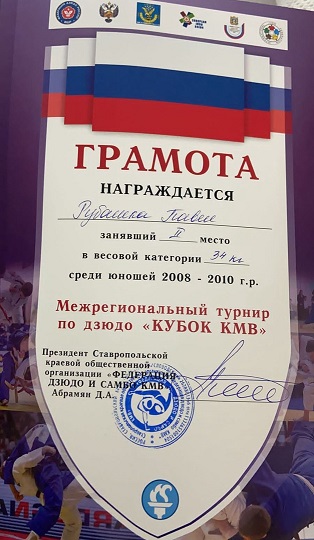 ГРАМОТА
НАГРАЖДАЕТСЯ
Рубашка Павел
занявший II место
в весовой категории 34 кг
среди юношей 2008 - 2010 г.р.
Межрегиональный турнир
по дзюдо «КУБОК КМВ»
Президент Ставропольской
краевой общественной
организации «ФЕДЕРАЦИЯ
ДЗЮДО И САМБО КМВ»
Абрамян Д.А.